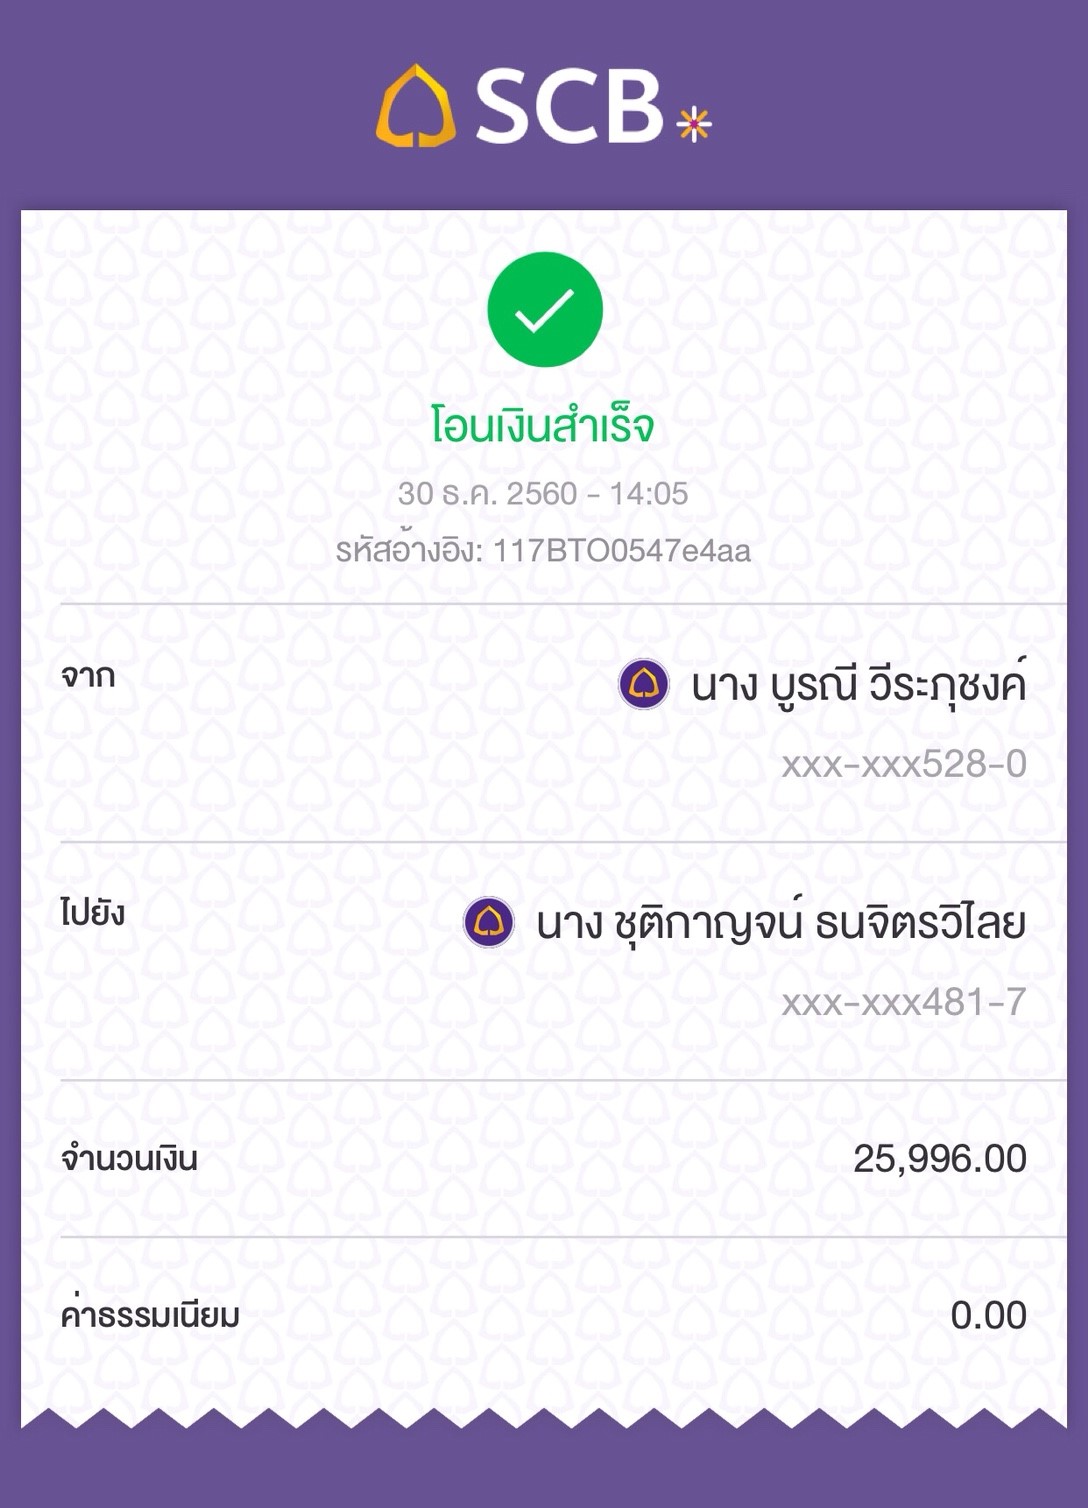 SCB
โอนเงินสำเร็จ
30 ธ.ค. 2560 - 14:05
รหัสอ้างอิง: 117BTO0547e4aa
จาก
นาง บูรณี วีระภุชงค์
xxx-xxx528-0
ไปยัง
นาง ชุติกาญจน์ ธนจิตรวิไลย
xxx-xxx481-7
จำนวนเงิน 25,996.00
ค่าธรรมเนียม 0.00